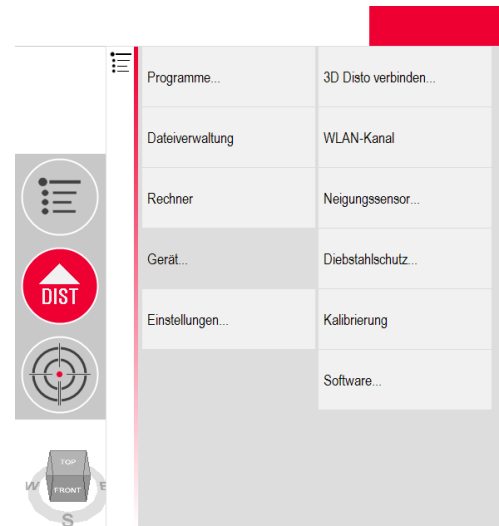 Programme...
Dateiverwaltung
Rechner
Gerät...
Einstellungen...
3D Disto verbinden...
WLAN-Kanal
Neigungssensor...
Diebstahlschutz...
Kalibrierung
Software...
DIST
TOP
FRONT
W
E
S